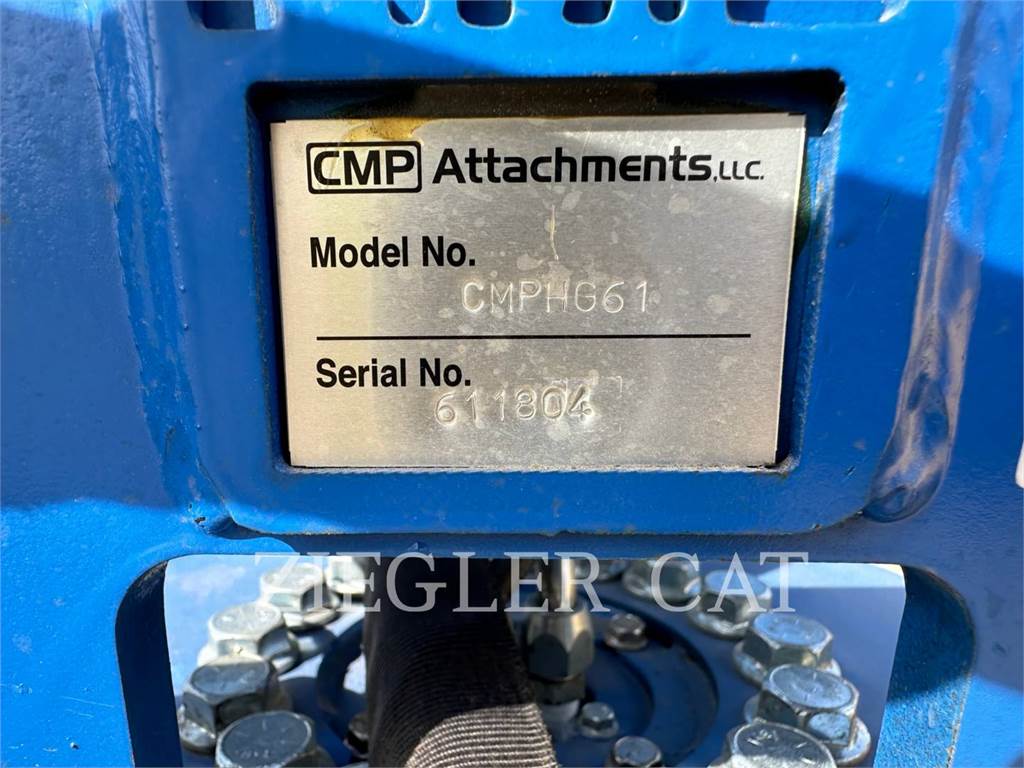 CMP Attachments, LLC.
Model No.
CMPHG61
Serial No.
611804
ZIEGLER CAT